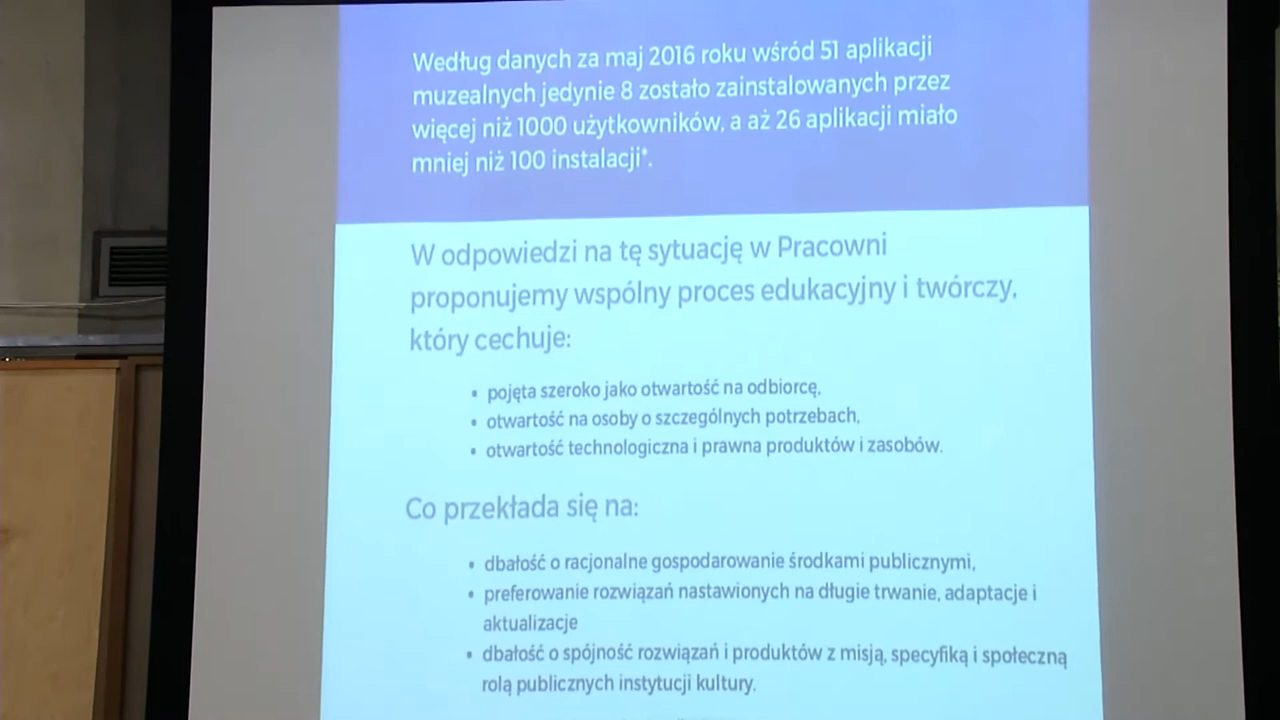 Według danych za maj 2016 roku wśród 51 aplikacji
muzealnych jedynie 8 zostało zainstalowanych przez
więcej niż 1000 użytkowników, a aż 26 aplikacji miało
mniej niż 100 instalacji*.
W odpowiedzi na tę sytuację w Pracowni
proponujemy wspólny proces edukacyjny i twórczy,
który cechuje:
• pojęta szeroko jako otwartość na odbiorcę,
• otwartość na osoby o szczególnych potrzebach,
• otwartość technologiczna i prawna produktów i zasobów.
Co przekłada się na:
• dbałość o racjonalne gospodarowanie środkami publicznymi,
• preferowanie rozwiązań nastawionych na długie trwanie, adaptacje i
aktualizacje
• dbałość o spójność rozwiązań i produktów z misją, specyfiką i społeczną
rolą publicznych instytucji kultury.